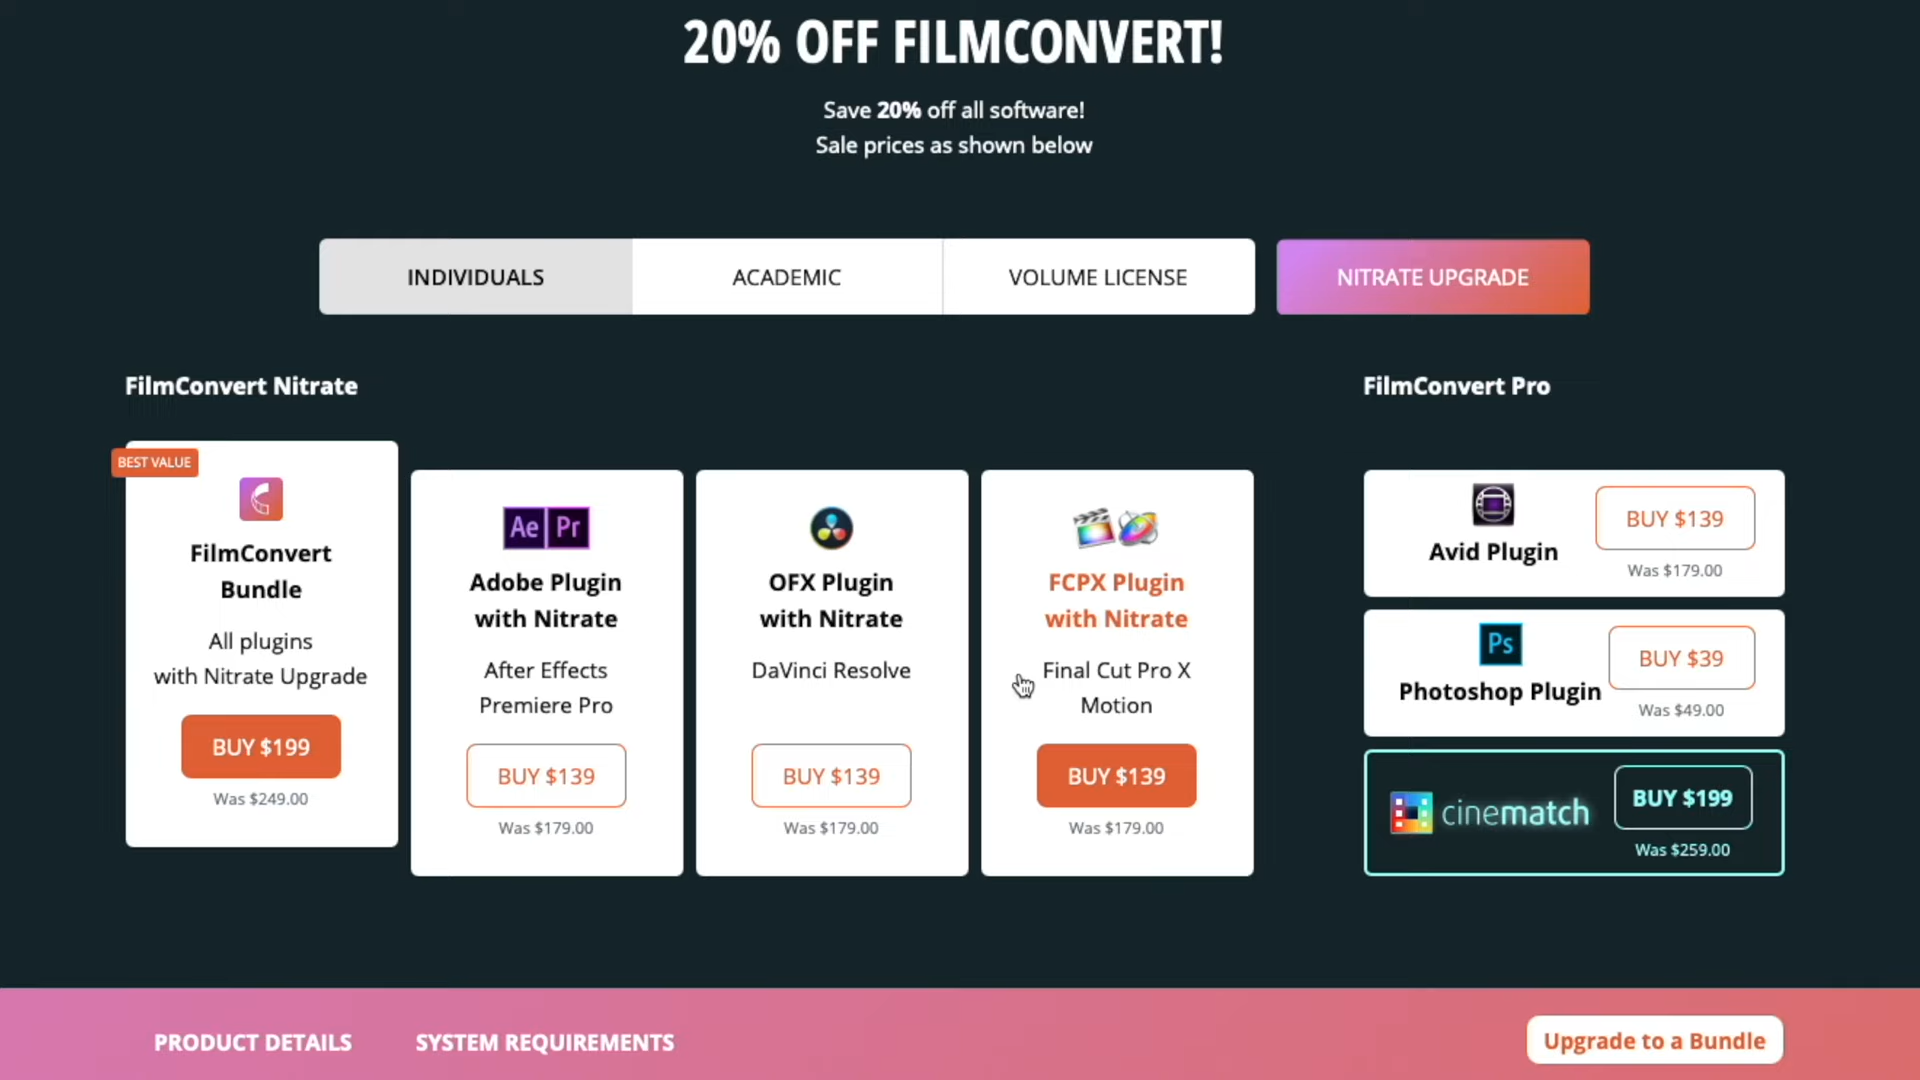 20% OFF FILMCONVERT!
Save 20% off all software!
Sale prices as shown below
INDIVIDUALS
ACADEMIC
VOLUME LICENSE
NITRATE UPGRADE
FilmConvert Nitrate
FilmConvert Pro
BEST VALUE
FilmConvert
Bundle
All plugins
with Nitrate Upgrade
BUY $199
Was $249.00
Ae Pr
Adobe Plugin
with Nitrate
After Effects
Premiere Pro
BUY $139
Was $179.00
OFX Plugin
with Nitrate
DaVinci Resolve
BUY $139
Was $179.00
FCPX Plugin
with Nitrate
Final Cut Pro X
Motion
BUY $139
Was $179.00
Avid Plugin
BUY $139
Was $179.00
Ps
Photoshop Plugin
BUY $39
Was $49.00
cinematch
BUY $199
Was $259.00
PRODUCT DETAILS
SYSTEM REQUIREMENTS
Upgrade to a Bundle